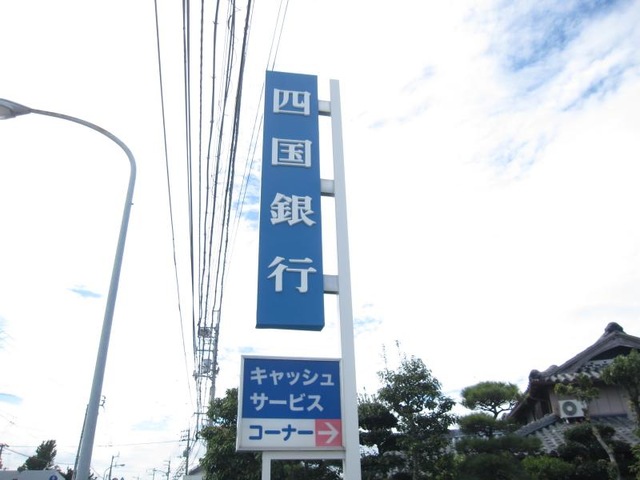 四国銀行
キャッシュ
サービス
コーナー→